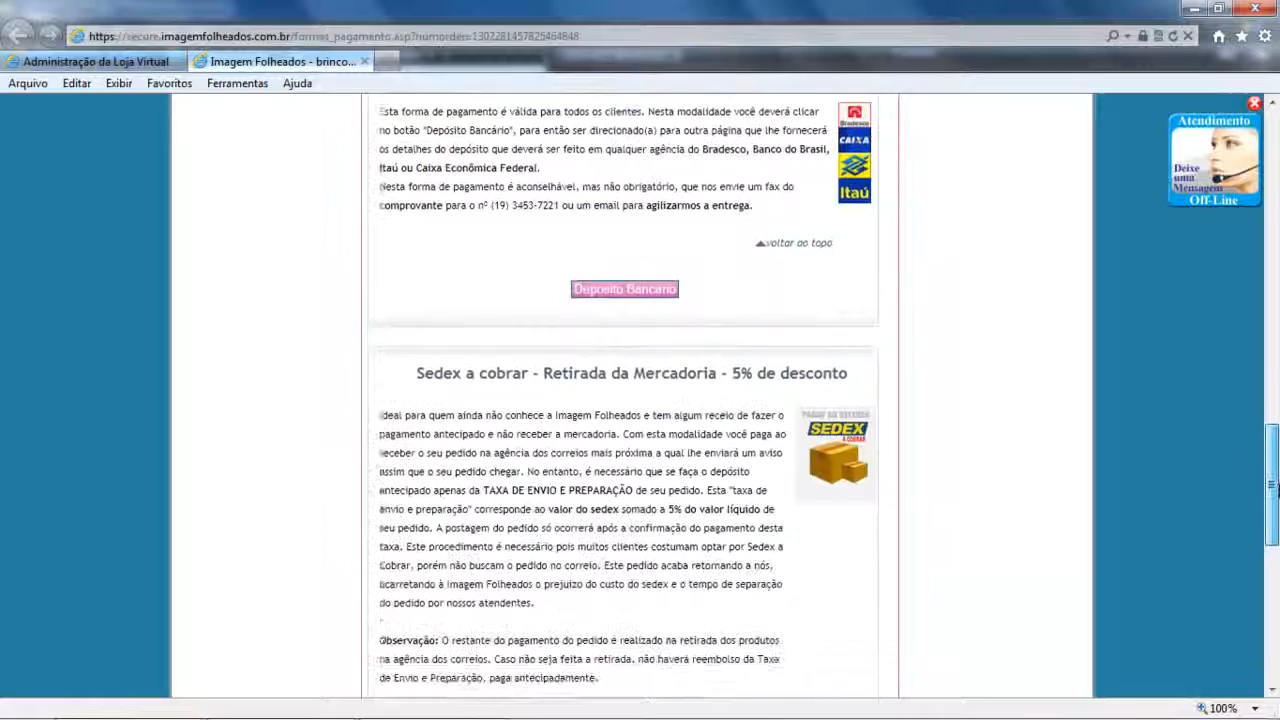 https://secure.imagemfolheados.com.br/formas_pagamento.asp?numordem=1307281457825464848
Administração da Loja Virtual
Imagem Folheados - brinco...
Arquivo Editar Exibir Favoritos Ferramentas Ajuda
Esta forma de pagamento é válida para todos os clientes. Nesta modalidade você deverá clicar
no botão "Depósito Bancário", para então ser direcionado(a) para outra página que lhe fornecerá
os detalhes do depósito que deverá ser feito em qualquer agência do Bradesco, Banco do Brasil,
Itaú ou Caixa Econômica Federal.
Nesta forma de pagamento é aconselhável, mas não obrigatório, que nos envie um fax do
comprovante para o nº (19) 3453-7221 ou um email para agilizarmos a entrega.
Bradesco
CAIXA
Itaú
voltar ao topo
Deposito Bancario
Sedex a cobrar - Retirada da Mercadoria - 5% de desconto
Ideal para quem ainda não conhece a Imagem Folheados e tem algum receio de fazer o
pagamento antecipado e não receber a mercadoria. Com esta modalidade você paga ao
receber o seu pedido na agência dos correios mais próxima a qual lhe enviará um aviso
assim que o seu pedido chegar. No entanto, é necessário que se faça o depósito
antecipado apenas da TAXA DE ENVIO E PREPARAÇÃO de seu pedido. Esta "taxa de
envio e preparação" corresponde ao valor do sedex somado a 5% do valor líquido de
seu pedido. A postagem do pedido só ocorrerá após a confirmação do pagamento desta
taxa. Este procedimento é necessário pois muitos clientes costumam optar por Sedex a
Cobrar, porém não buscam o pedido no correio. Este pedido acaba retornando a nós,
acarretando à Imagem Folheados o prejuízo do custo do sedex e o tempo de separação
do pedido por nossos atendentes.
SEDEX
A COBRAR
Observação: O restante do pagamento do pedido é realizado na retirada dos produtos
na agência dos correios. Caso não seja feita a retirada, não haverá reembolso da Taxa
de Envio e Preparação, paga antecipadamente.
Atendimento
Deixe
uma
Mensagem
Off-Line
100%